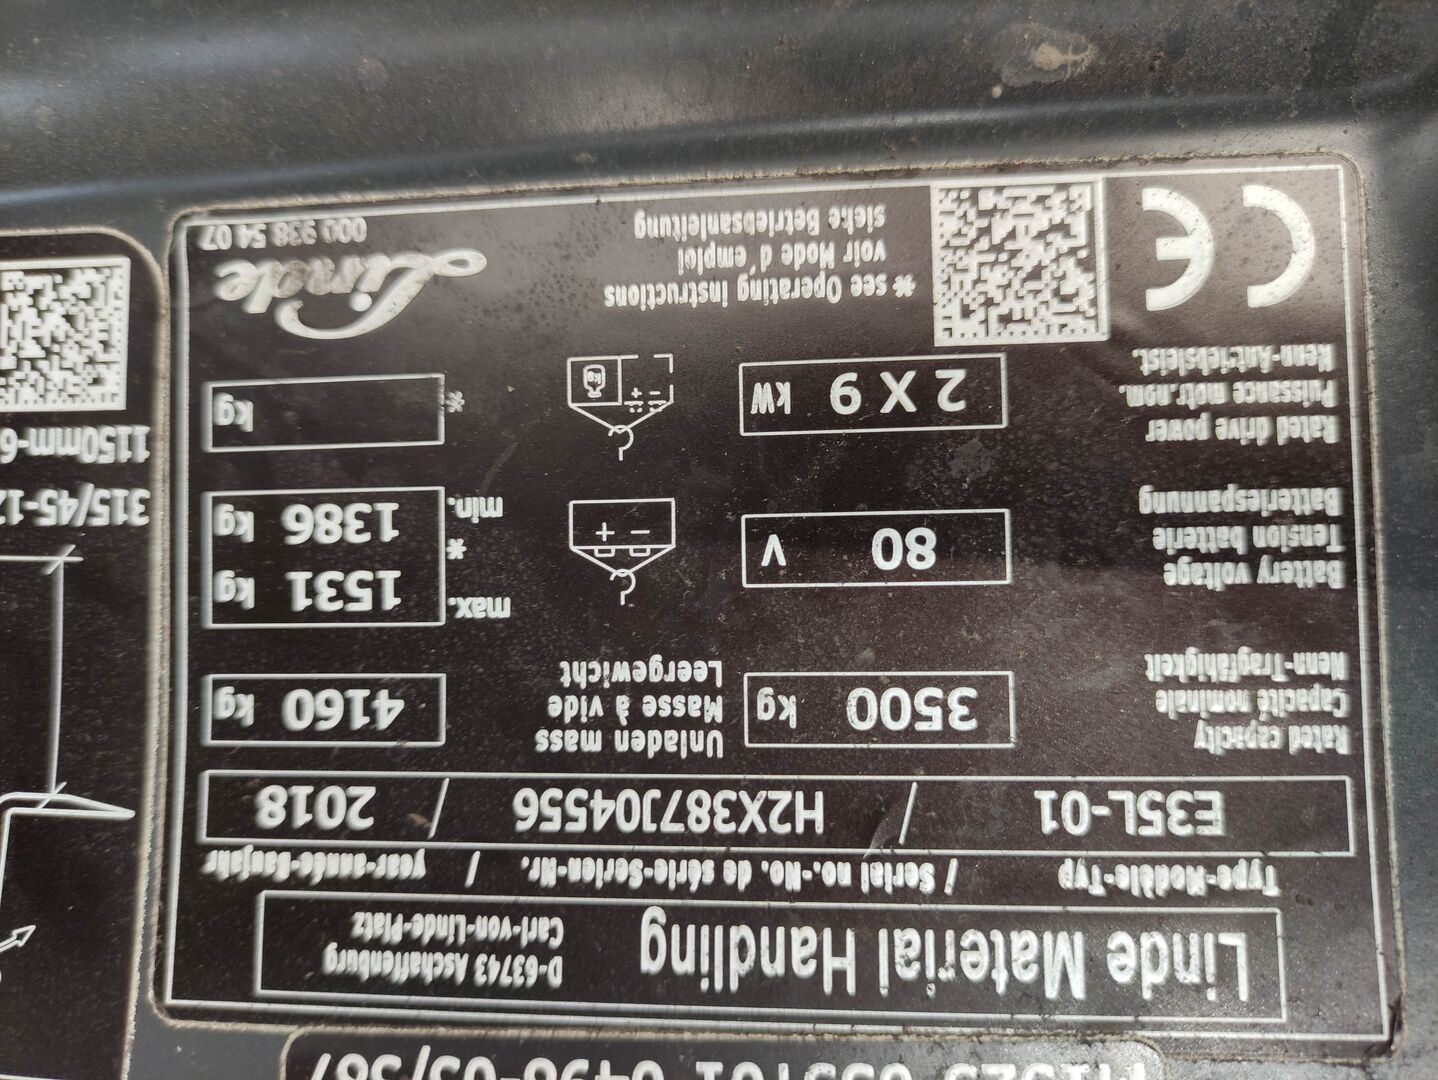 Linde Material Handling
Carl-von-Linde-Platz
D-63743 Aschaffenburg
Type-Modèle-Typ / Serial no.-No. de série-Serien-Nr. / year-année-Baujahr
E35L-01 / H2X387J04556 / 2018
Rated capacity
Capacité nominale
Nenn-Tragfähigkeit
3500 kg
Unladen mass
Masse à vide
Leergewicht
4160 kg
Battery voltage
Tension batterie
Batteriespannung
80 V
+ -
max. 1531 kg
*
min. 1386 kg
Rated drive power
Puissance motr.nom.
Nenn-Antriebsleist.
2 X 9 kW
kg
+ -
* kg
CE
* see Operating instructions
voir Mode d'emploi
siehe Betriebsanleitung
Linde
000 938 54 07
315/45-12
1150mm-6